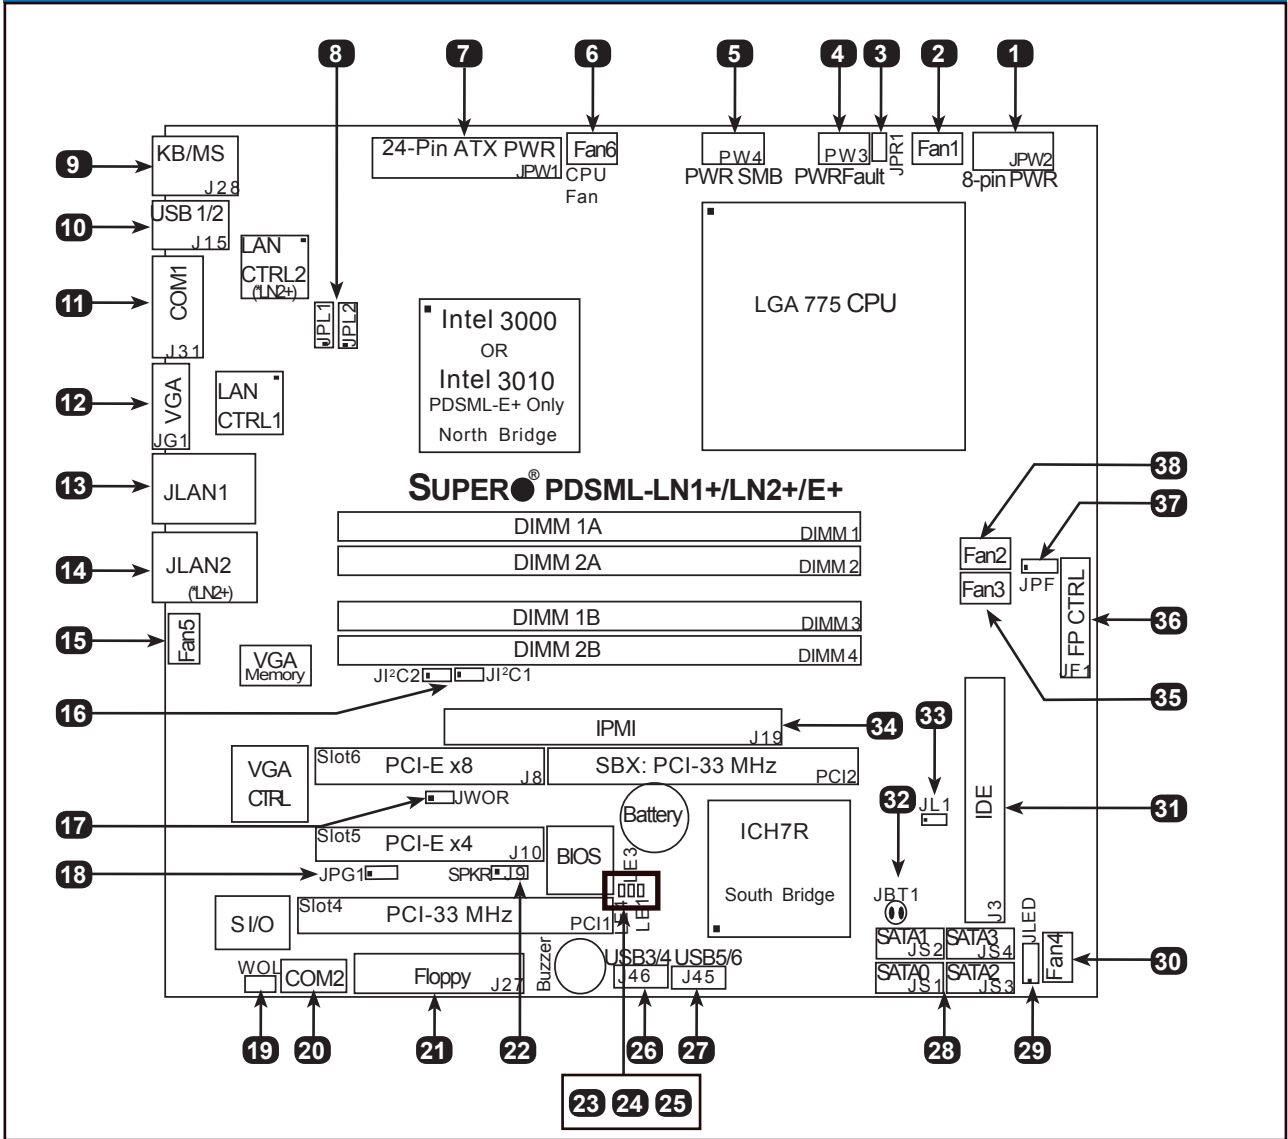 8 7 6 5 4 3 2 1
9 KB/MS J28
24-Pin ATX PWR JPW1
Fan6
CPU
Fan
PW4
PWR SMB
PW3
PWRFault
JPR1
Fan1
JPW2
8-pin PWR
10 USB 1/2 J15
LAN
CTRL2
(*LN2+)
11 COM1 J31
JPL1
JPL2
Intel 3000
OR
Intel 3010
PDSML-E+ Only
North Bridge
LGA 775 CPU
12 VGA JG1
LAN
CTRL1
13 JLAN1
SUPER® PDSML-LN1+/LN2+/E+
38
37
DIMM 1A DIMM 1
DIMM 2A DIMM 2
14 JLAN2
(*LN2+)
Fan2
Fan3
JPF
FP CTRL
JF1
36
15 Fan5
DIMM 1B DIMM 3
DIMM 2B DIMM 4
VGA
Memory
JI²C2 JI²C1
16
35
33
IPMI J19
34
VGA
CTRL
Slot6 PCI-E x8 J8
SBX: PCI-33 MHz PCI2
17
JWOR
Battery
ICH7R
South Bridge
32
JL1
IDE
J3
31
Slot5 PCI-E x4 J10
BIOS
18
JPG1
SPKR J9
LE3
LE4
LE1
JBT1
S I/O
Slot4 PCI-33 MHz PCI1
SATA1 JS2
SATA3 JS4
JLED
Fan4
30
WOL
COM2
Floppy J27
Buzzer
USB3/4
J46
USB5/6
J45
SATA0 JS1
SATA2 JS3
19 20 21 22 26 27 28 29
23 24 25